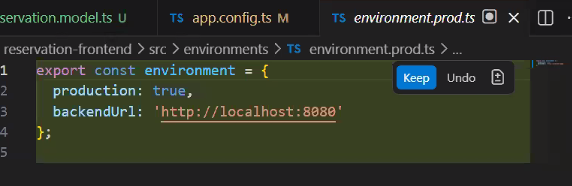 servation.model.ts U TS app.config.ts M TS environment.prod.ts
reservation-frontend > src > environments > TS environment.prod.ts > ...
1 export const environment = {
Keep Undo
2 production: true,
3 backendUrl: 'http://localhost:8080'
4 };
5